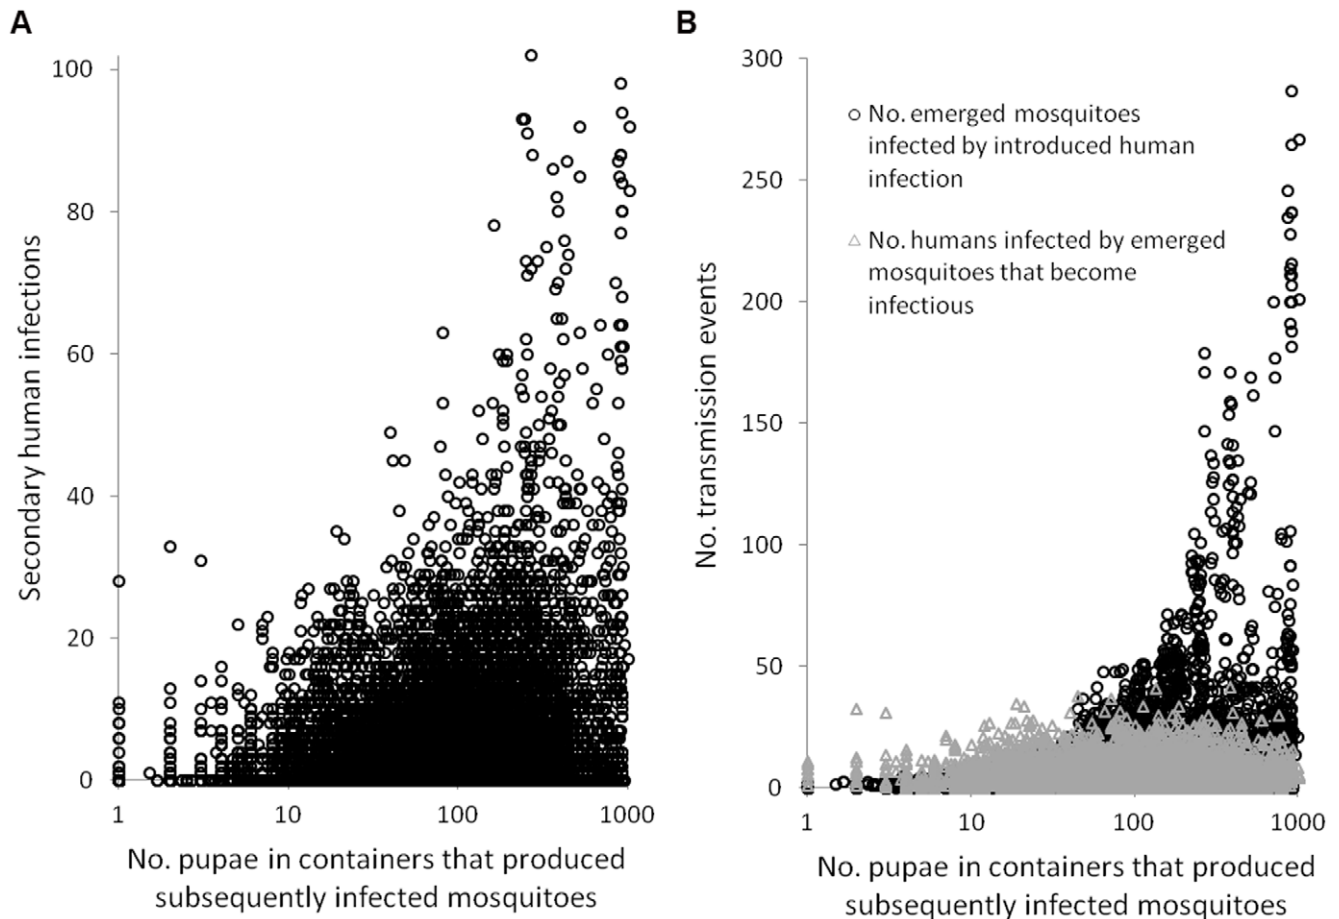 A
Secondary human infections
100
80
60
40
20
0
1
10
100
1000
No. pupae in containers that produced
subsequently infected mosquitoes
B
No. transmission events
300
250
200
150
100
50
0
No. emerged mosquitoes
infected by introduced human
infection
No. humans infected by emerged
mosquitoes that become
infectious
1
10
100
1000
No. pupae in containers that produced
subsequently infected mosquitoes